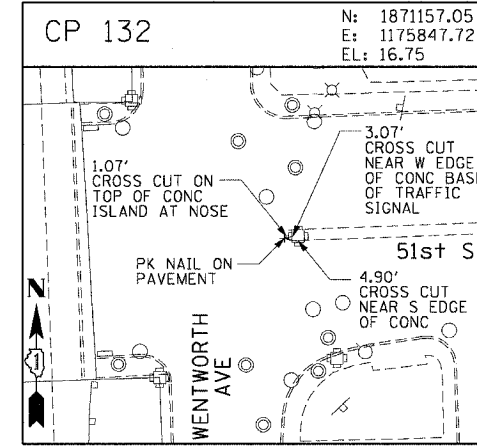 CP 132
N: 1871157.05
E: 1175847.72
EL: 16.75
3.07'
CROSS CUT
NEAR W EDGE
OF CONC BAS
OF TRAFFIC
SIGNAL
1.07'
CROSS CUT ON
TOP OF CONC
ISLAND AT NOSE
51st S
PK NAIL ON
PAVEMENT
4.90'
CROSS CUT
NEAR S EDGE
OF CONC
N
WENTWORTH
AVE